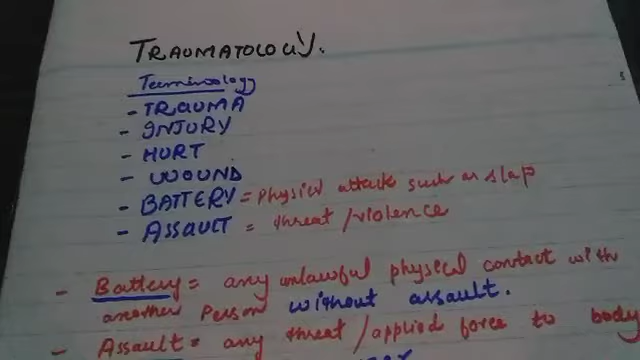 TRAUMATOLOGY.
Terminology
- TRAUMA
- INJURY
- HURT
- WOUND
- BATTERY = Physical attack such as slap
- ASSAULT = threat/violence
- Battery = any unlawful physical contact with
another Person without assault.
- Assault = any threat/applied force to body